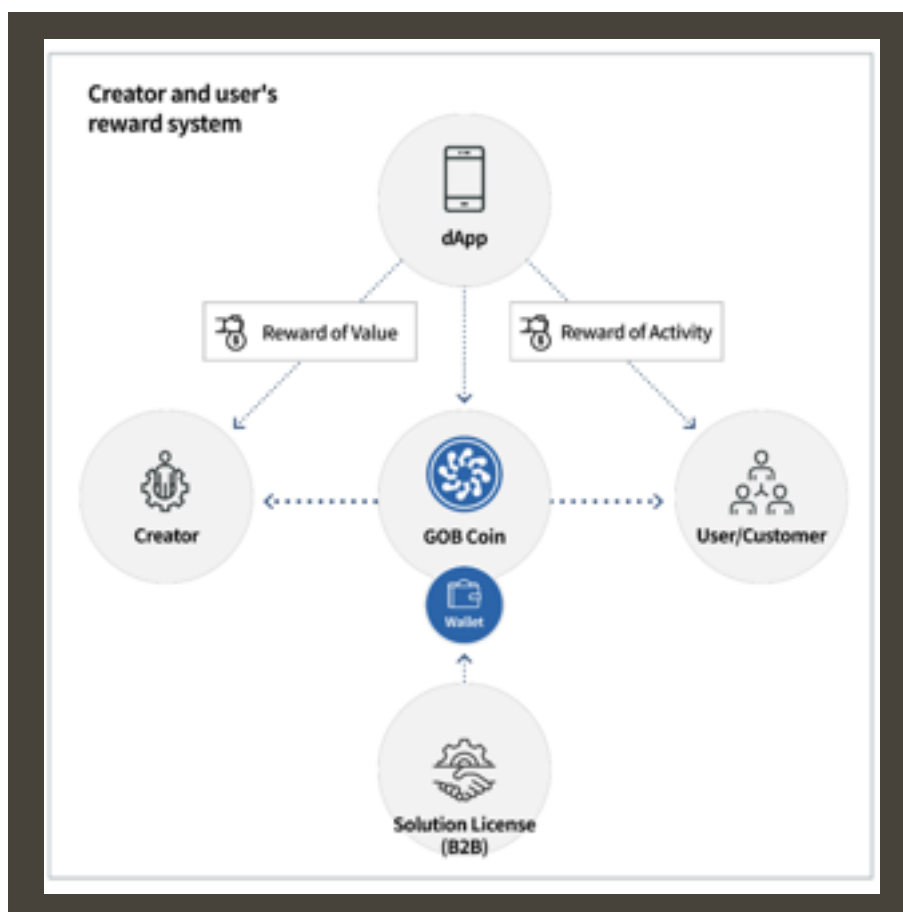 Creator and user's
reward system
dApp
Reward of Value
Reward of Activity
Creator
GOB Coin
User/Customer
Wallet
Solution License
(B2B)